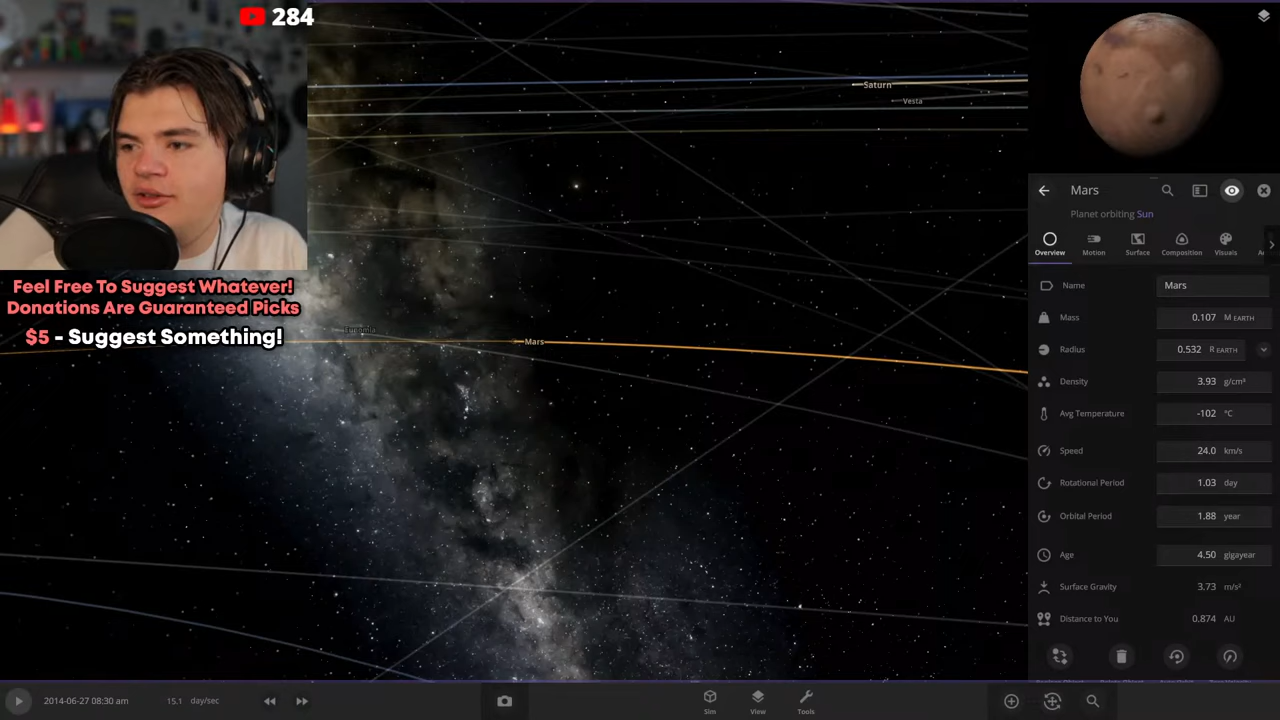 284
Feel Free To Suggest Whatever!
Donations Are Guaranteed Picks
$5 - Suggest Something!
Saturn
Vesta
Eunomia
Mars
Mars
Planet orbiting Sun
Overview
Motion
Surface
Composition
Visuals
Name Mars
Mass 0.107 M EARTH
Radius 0.532 R EARTH
Density 3.93 g/cm³
Avg Temperature -102 °C
Speed 24.0 km/s
Rotational Period 1.03 day
Orbital Period 1.88 year
Age 4.50 gigayear
Surface Gravity 3.73 m/s²
Distance to You 0.874 AU
2014-06-27 08:30 am
15.1 day/sec
Sim
View
Tools